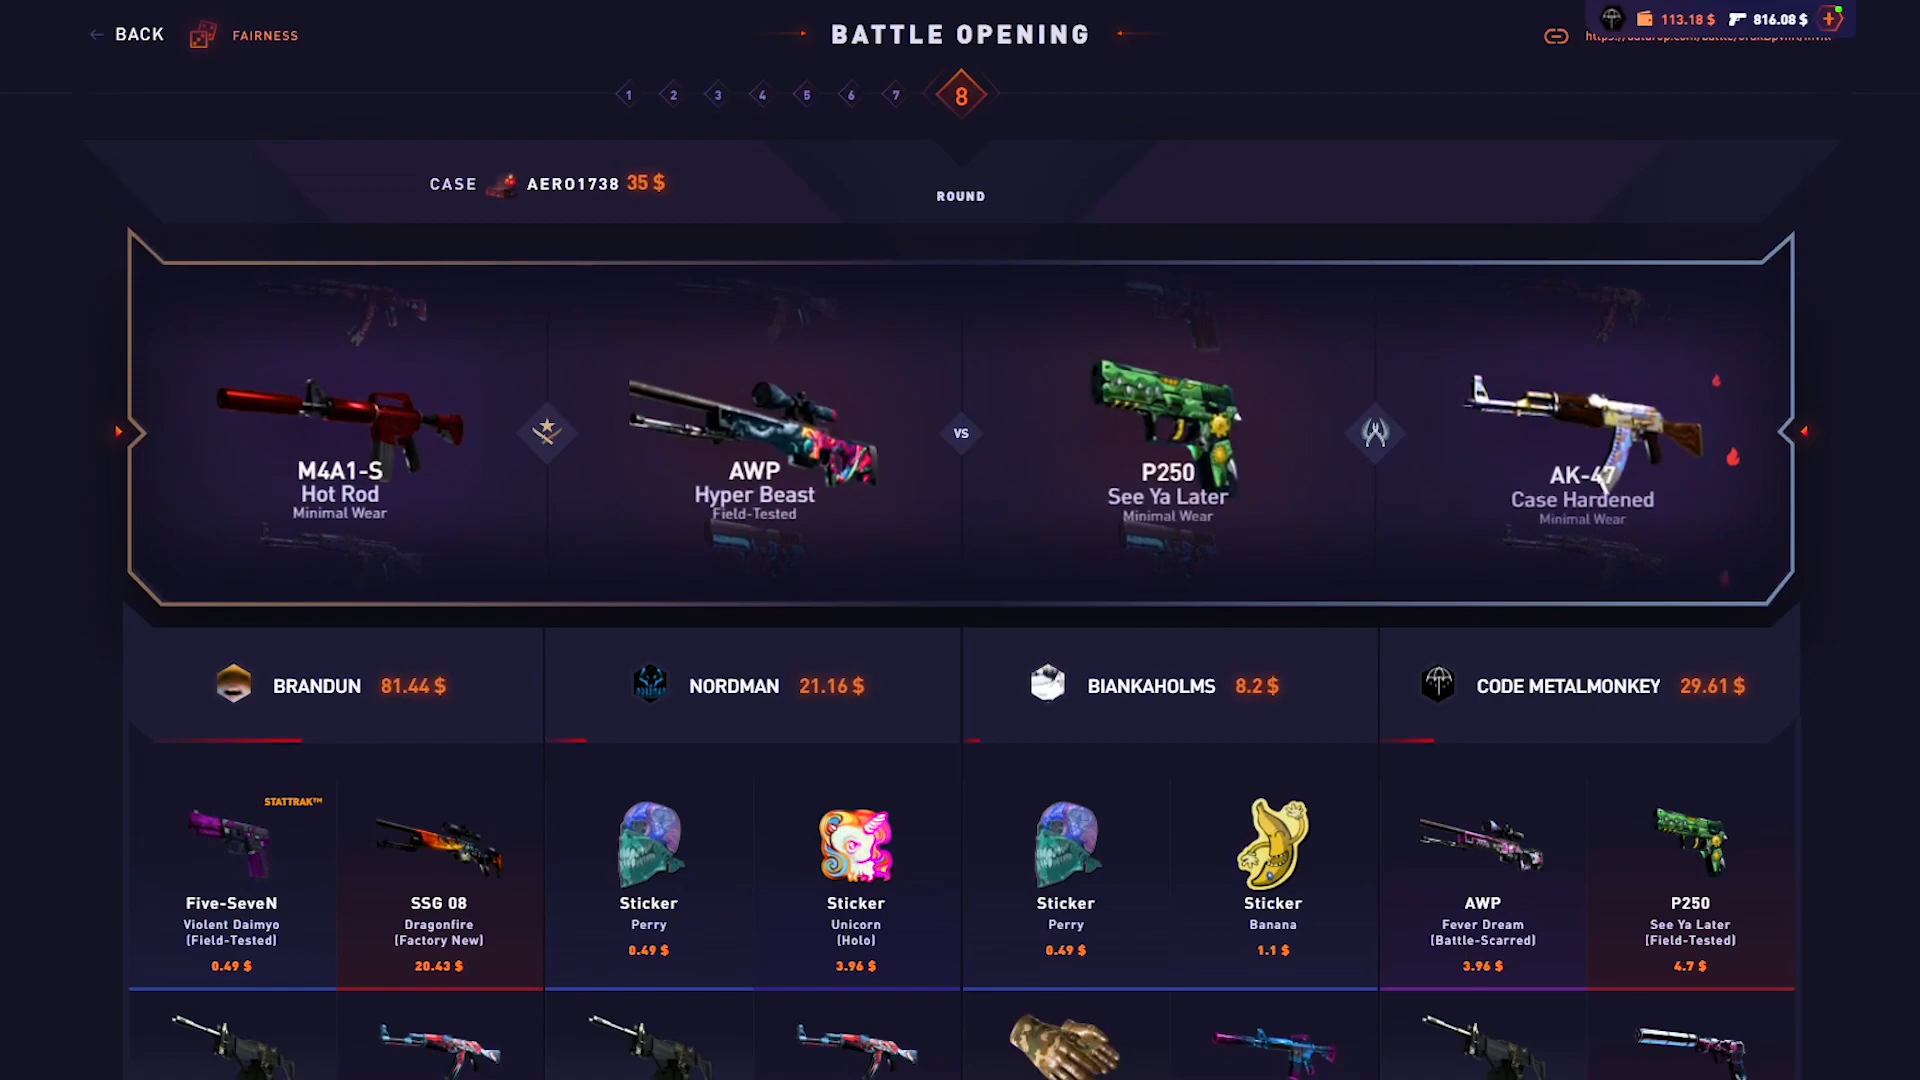 BACK
FAIRNESS
BATTLE OPENING
113.18 $
816.08 $
1
2
3
4
5
6
7
8
CASE AERO1738 35 $
ROUND
M4A1-S
Hot Rod
Minimal Wear
AWP
Hyper Beast
Field-Tested
VS
P250
See Ya Later
Minimal Wear
AK-47
Case Hardened
Minimal Wear
BRANDUN 81.44 $
NORDMAN 21.16 $
BIANKAHOLMS 8.2 $
CODE METALMONKEY 29.61 $
STATTRAK™
Five-SeveN
Violent Daimyo
(Field-Tested)
0.49 $
SSG 08
Dragonfire
(Factory New)
20.43 $
Sticker
Perry
0.49 $
Sticker
Unicorn
(Holo)
3.96 $
Sticker
Perry
0.49 $
Sticker
Banana
1.1 $
AWP
Fever Dream
(Battle-Scarred)
3.96 $
P250
See Ya Later
(Field-Tested)
4.7 $